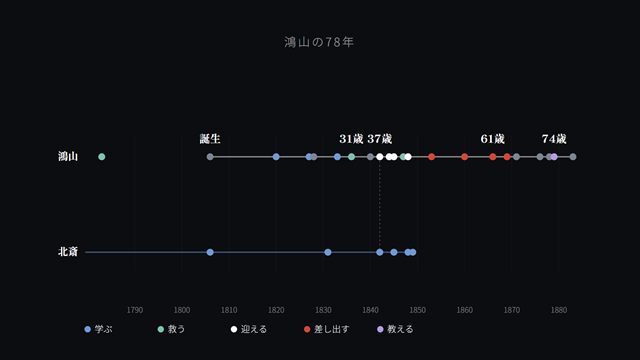 鴻山の78年
誕生 31歳 37歳 61歳 74歳
鴻山
北斎
1790 1800 1810 1820 1830 1840 1850 1860 1870 1880
学ぶ 救う 迎える 差し出す 教える